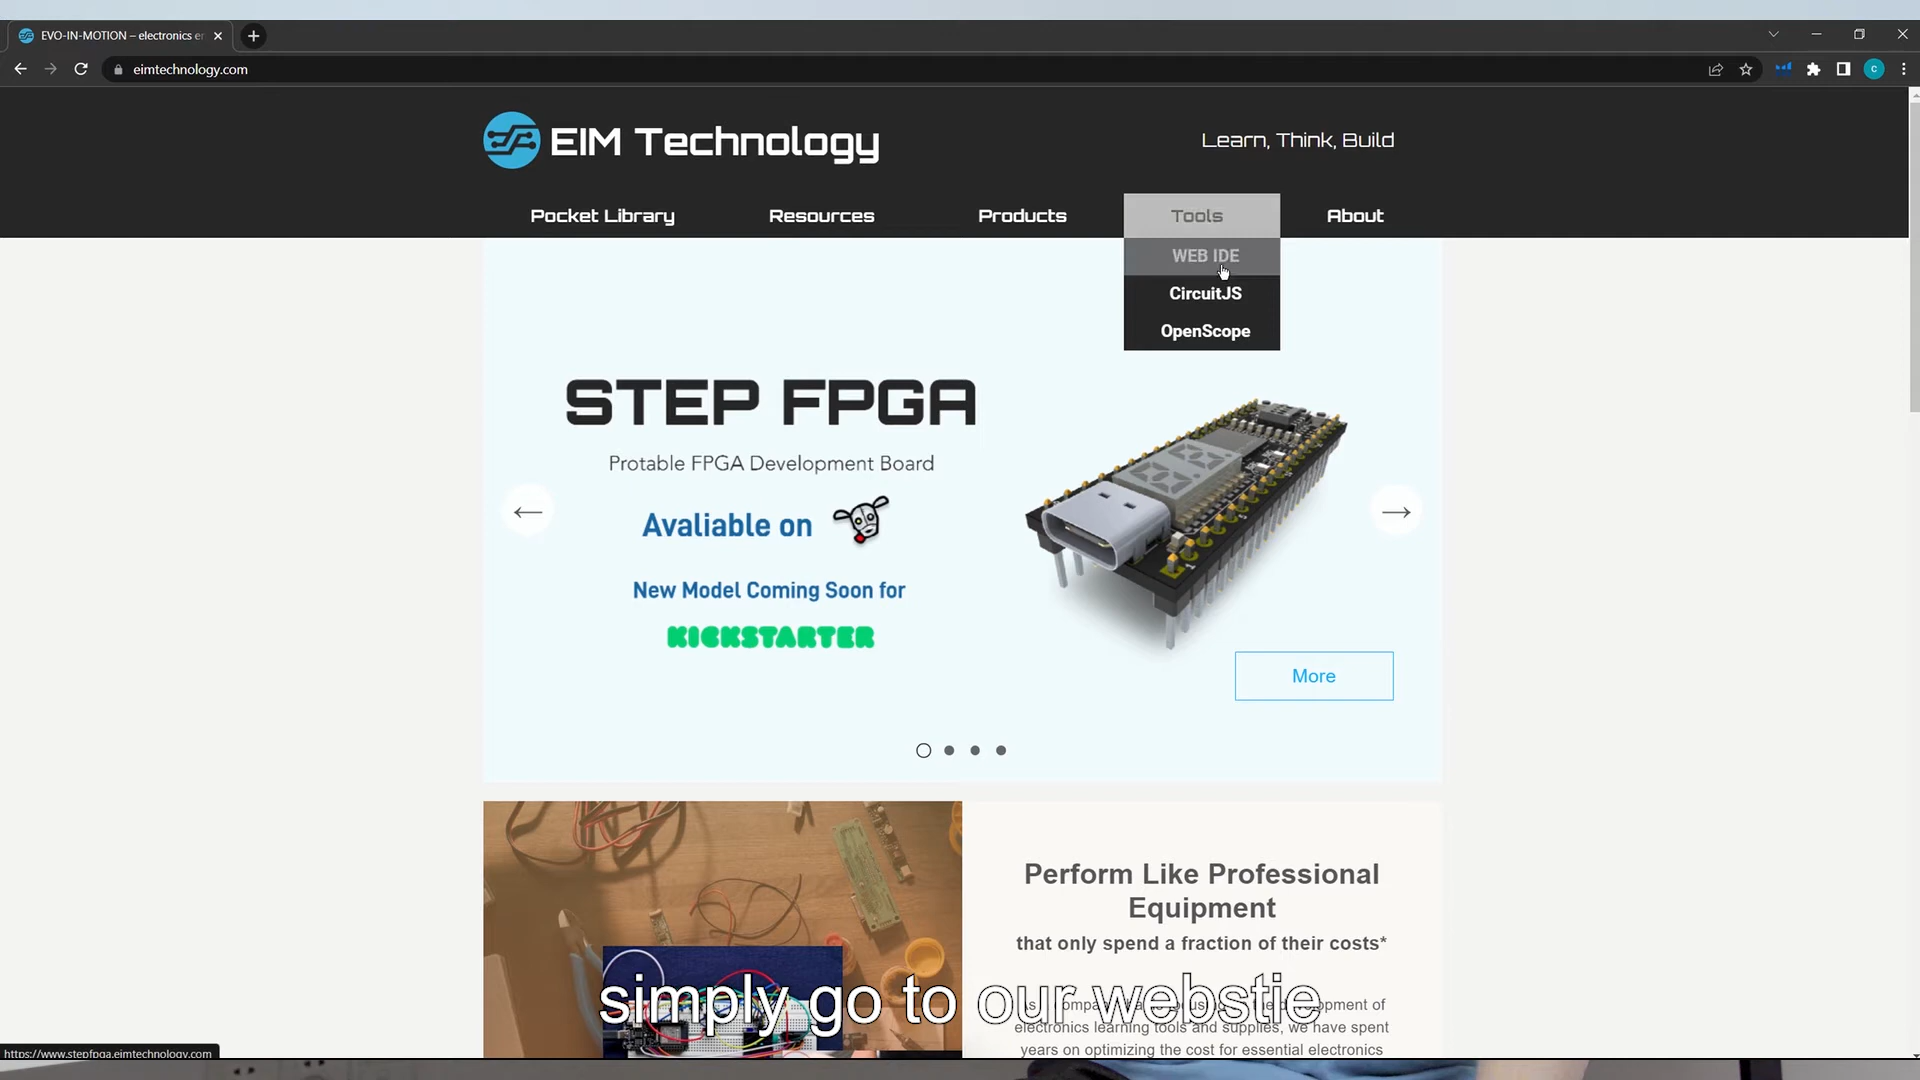 EVO-IN-MOTION – electronics er
eimtechnology.com
EIM Technology
Learn, Think, Build
Pocket Library
Resources
Products
Tools
About
WEB IDE
CircuitJS
OpenScope
STEP FPGA
Protable FPGA Development Board
Avaliable on
New Model Coming Soon for
KICKSTARTER
More
Perform Like Professional
Equipment
that only spend a fraction of their costs*
of
electronics learning tools and supplies, we have spent
years on optimizing the cost for essential electronics
simply go to our webstie
https://www.stepfpga.eimtechnology.com